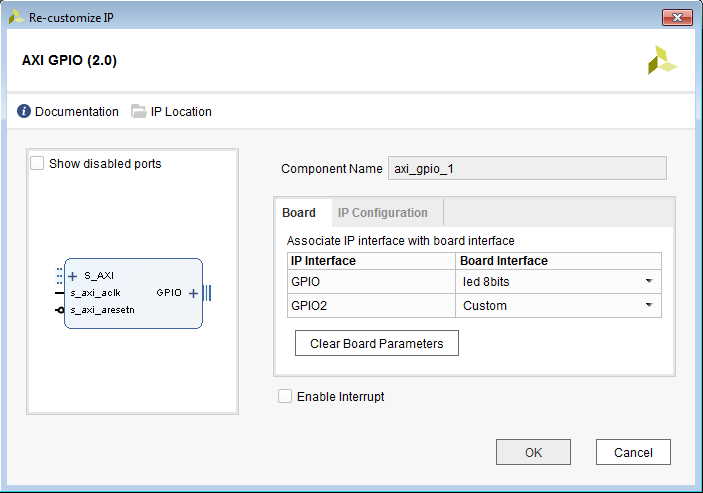 Re-customize IP
AXI GPIO (2.0)
Documentation IP Location
Show disabled ports
S_AXI
s_axi_aclk GPIO
s_axi_aresetn
Component Name axi_gpio_1
Board IP Configuration
Associate IP interface with board interface
IP Interface Board Interface
GPIO led 8bits
GPIO2 Custom
Clear Board Parameters
Enable Interrupt
OK Cancel